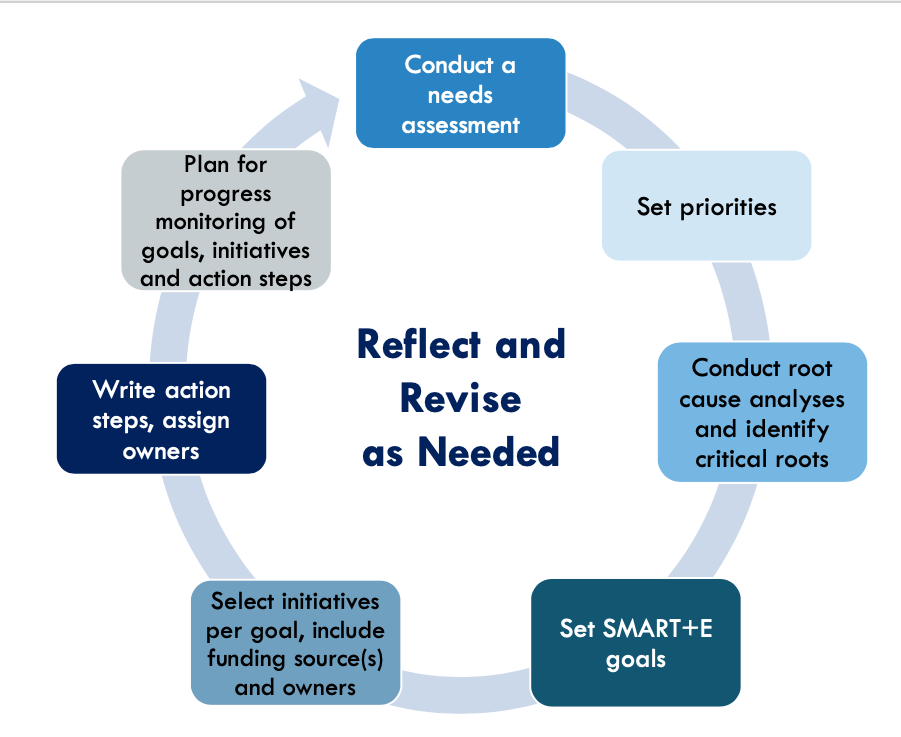 Conduct a
needs
assessment
Set priorities
Conduct root
cause analyses
and identify
critical roots
Set SMART+E
goals
Select initiatives
per goal, include
funding source(s)
and owners
Write action
steps, assign
owners
Plan for
progress
monitoring of
goals, initiatives
and action steps
Reflect and
Revise
as Needed